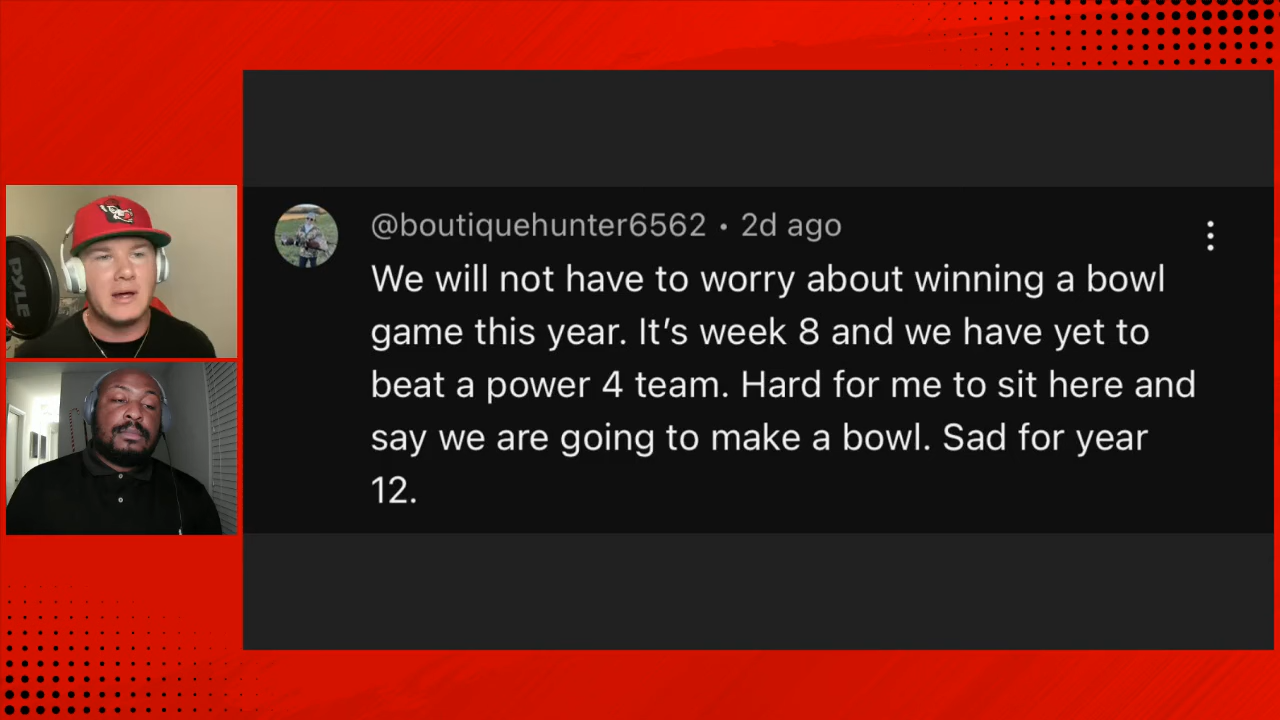 @boutiquehunter6562 • 2d ago
We will not have to worry about winning a bowl
game this year. It’s week 8 and we have yet to
beat a power 4 team. Hard for me to sit here and
say we are going to make a bowl. Sad for year
12.
PYLE